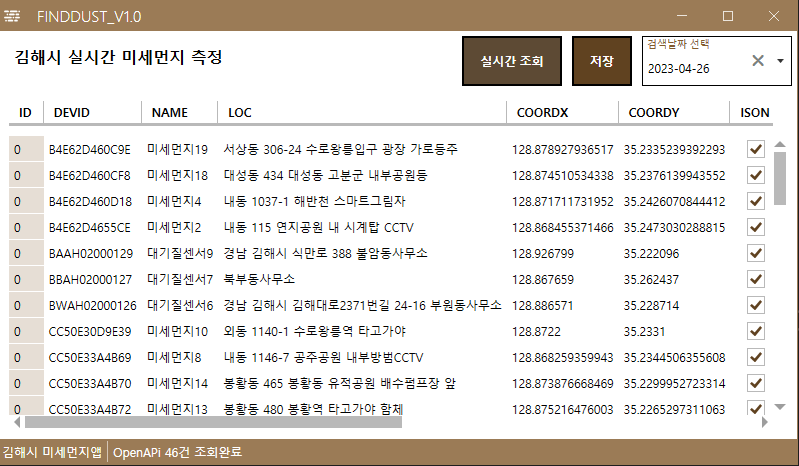 FINDDUST_V1.0
김해시 실시간 미세먼지 측정
실시간 조회 저장 검색날짜 선택
2023-04-26
ID DEVID NAME LOC COORDX COORDY ISON
0 B4E62D460C9E 미세먼지19 서상동 306-24 수로왕릉입구 광장 가로등주 128.878927936517 35.2335239392293
0 B4E62D460CF8 미세먼지18 대성동 434 대성동 고분군 내부공원등 128.874510534338 35.2376139943552
0 B4E62D460D18 미세먼지4 내동 1037-1 해반천 스마트그림자 128.871711731952 35.2426070844412
0 B4E62D4655CE 미세먼지2 내동 115 연지공원 내 시계탑 CCTV 128.868455371466 35.2473030288815
0 BAAH02000129 대기질센서9 경남 김해시 식만로 388 불암동사무소 128.926799 35.222096
0 BBAH02000127 대기질센서7 북부동사무소 128.867659 35.262437
0 BWAH02000126 대기질센서6 경남 김해시 김해대로2371번길 24-16 부원동사무소 128.886571 35.228714
0 CC50E30D9E39 미세먼지10 외동 1140-1 수로왕릉역 타고가야 128.8722 35.2331
0 CC50E33A4B69 미세먼지8 내동 1146-7 공주공원 내부방범CCTV 128.868259359943 35.2344506355608
0 CC50E33A4B70 미세먼지14 봉황동 465 봉황동 유적공원 배수펌프장 앞 128.873876668469 35.2299952723314
0 CC50E33A4B72 미세먼지13 봉황동 480 봉황역 타고가야 함체 128.875216476003 35.2265297311063
김해시 미세먼지앱 OpenAPi 46건 조회완료